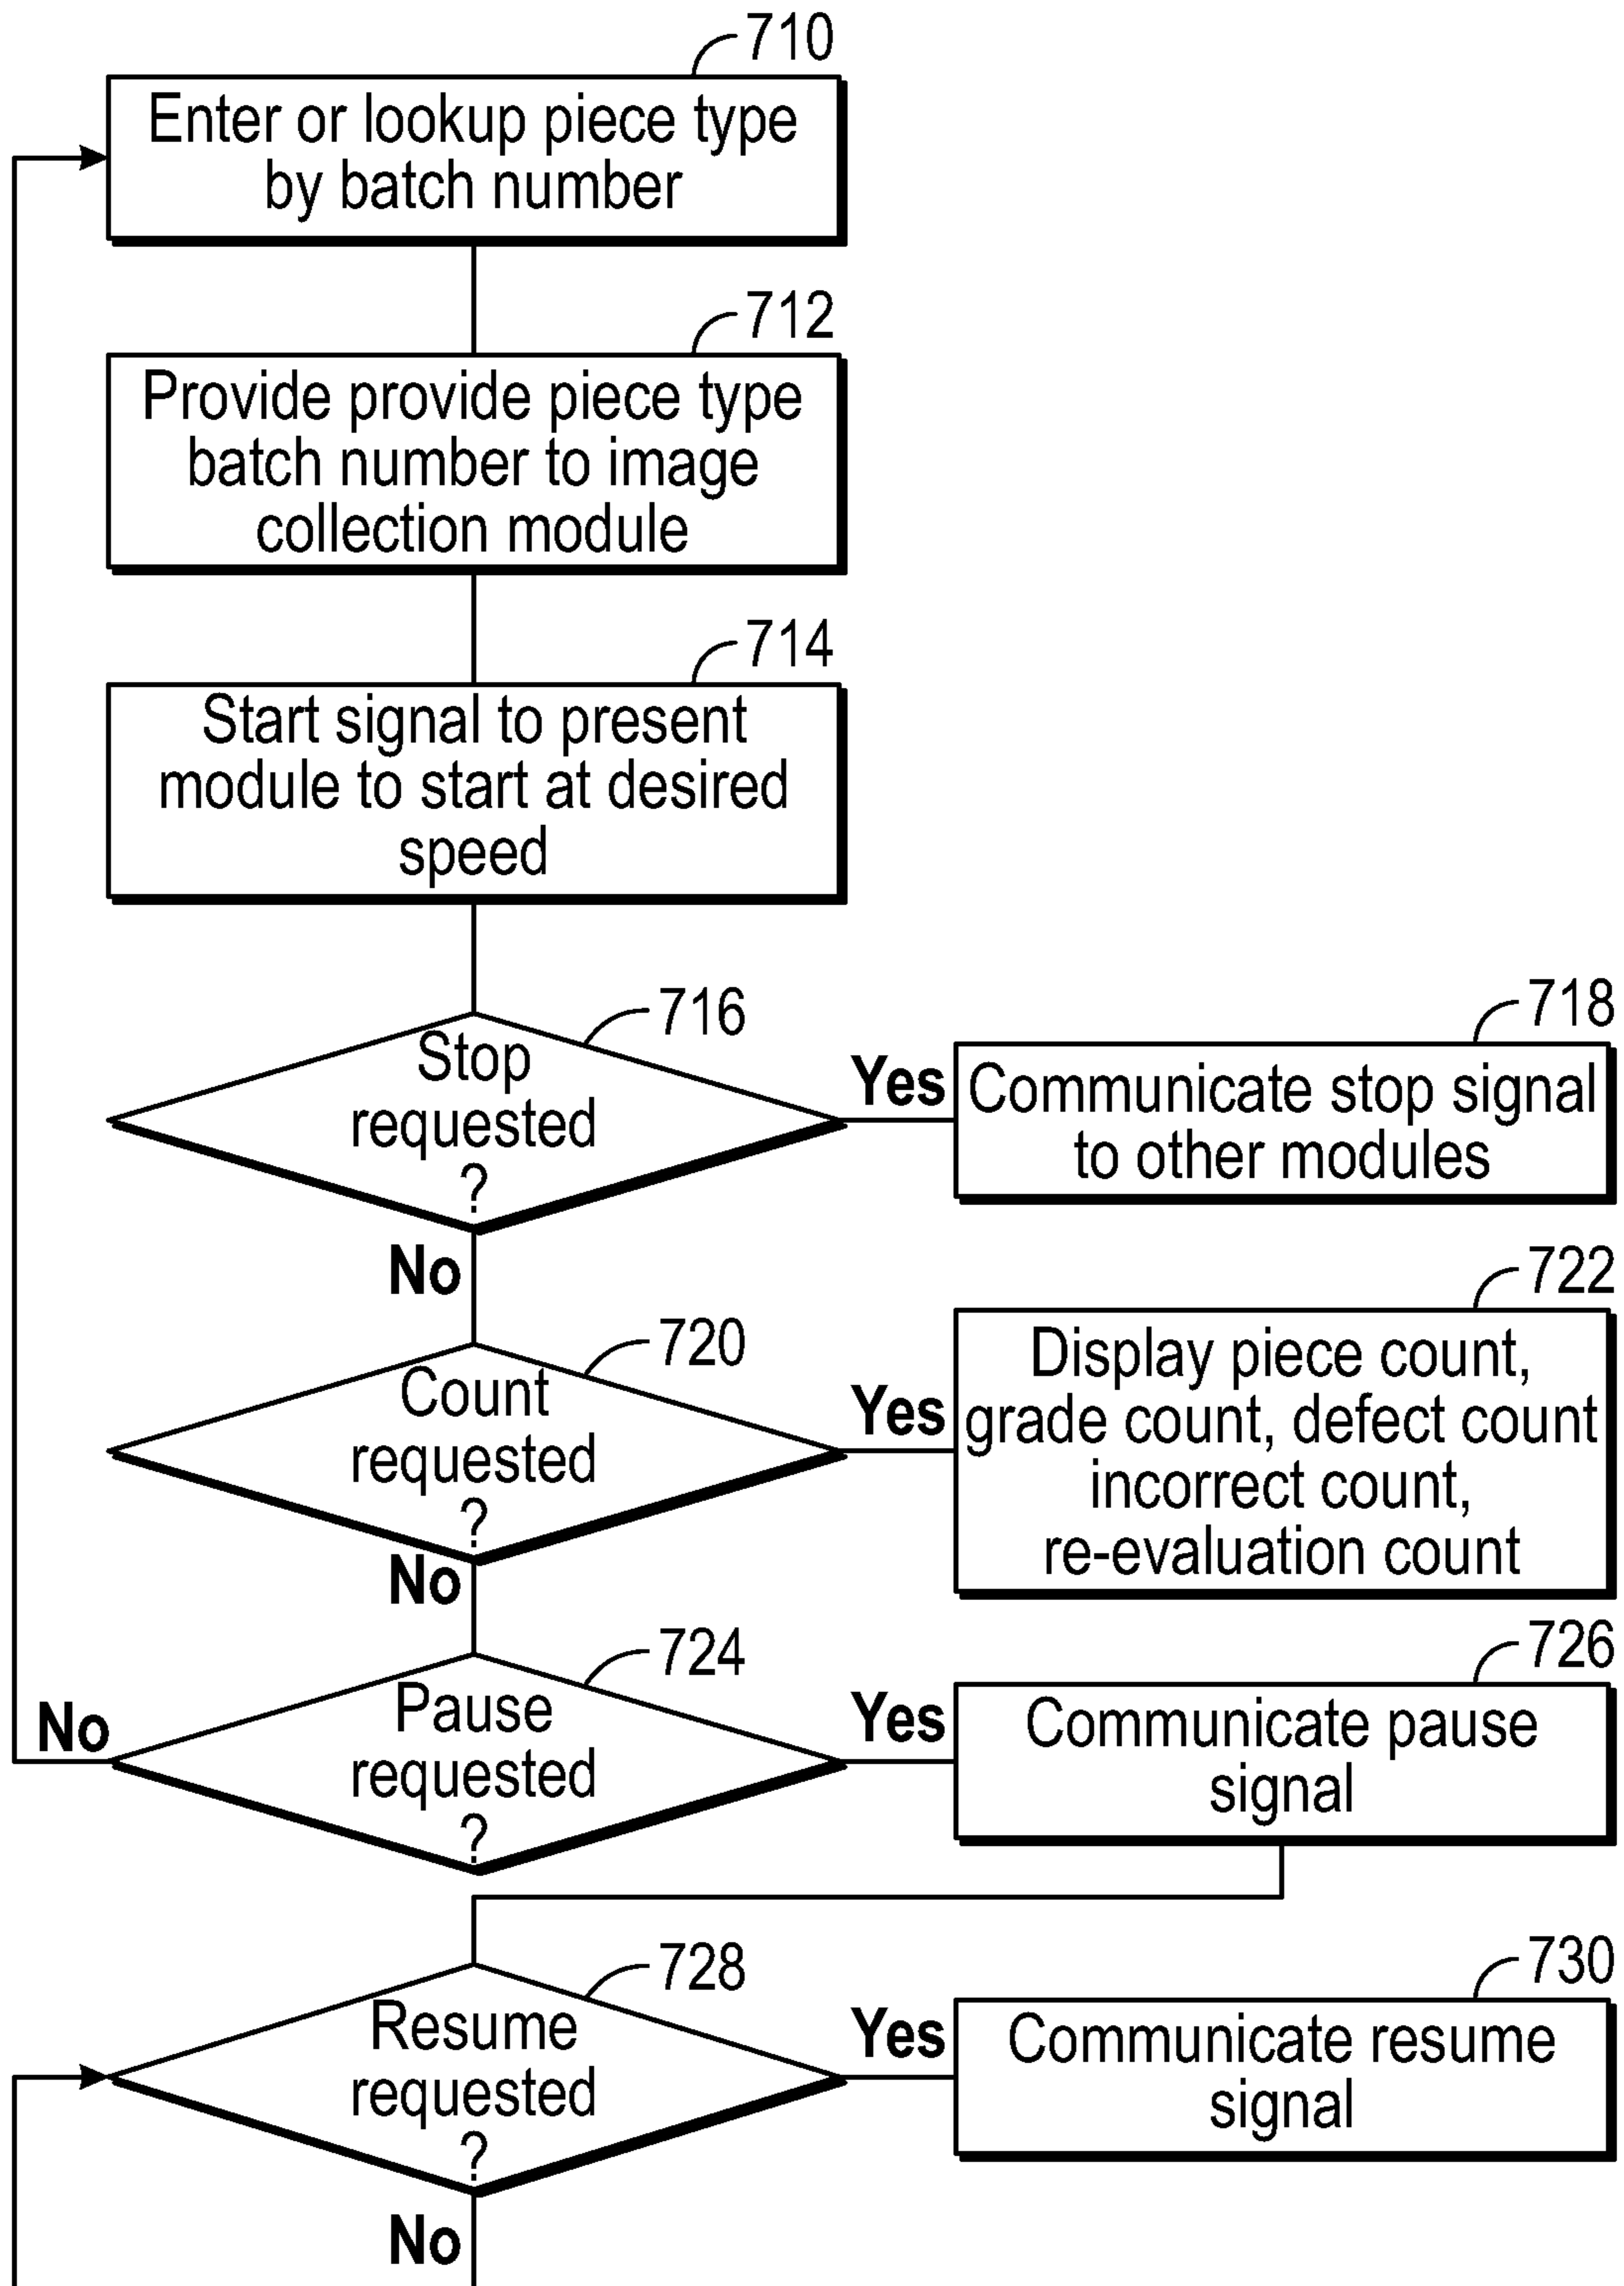 710
Enter or lookup piece type
by batch number
712
Provide provide piece type
batch number to image
collection module
714
Start signal to present
module to start at desired
speed
716
Stop
requested
?
Yes
718
Communicate stop signal
to other modules
No
720
Count
requested
?
Yes
722
Display piece count,
grade count, defect count
incorrect count,
re-evaluation count
No
724
Pause
requested
?
No
Yes
726
Communicate pause
signal
728
Resume
requested
?
Yes
730
Communicate resume
signal
No